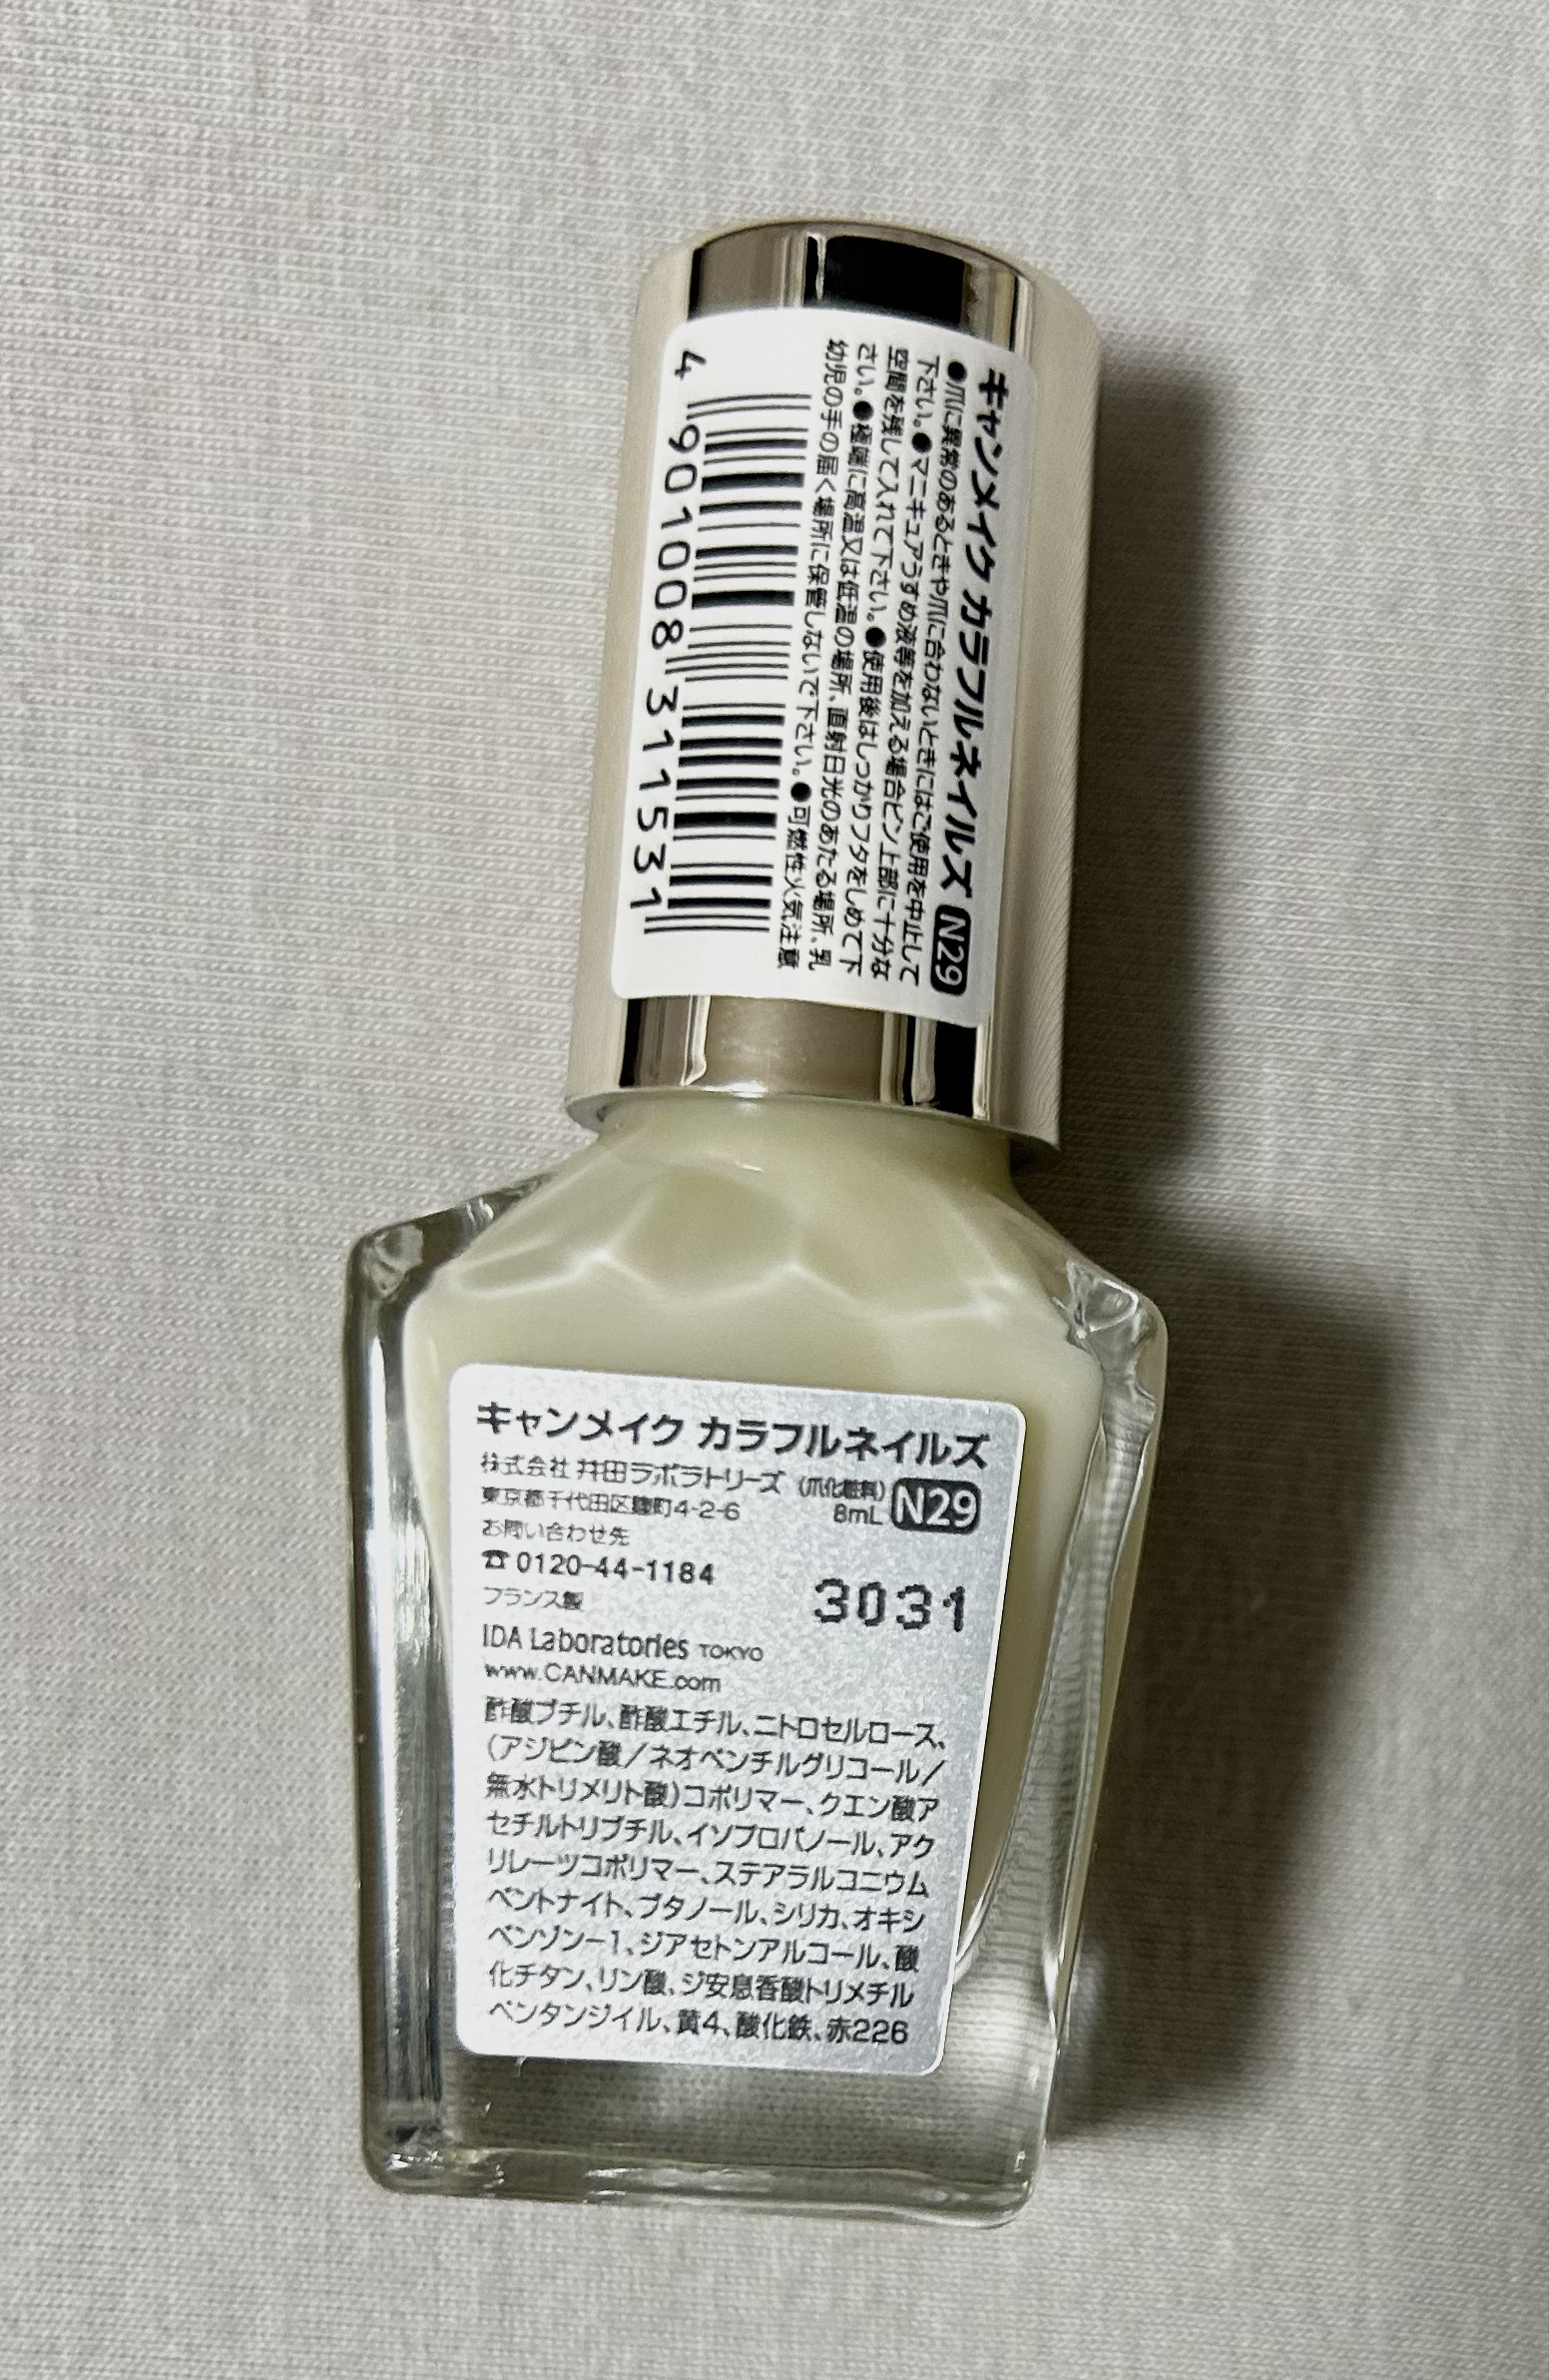 キャンメイク カラフルネイルズ N29
●爪に異常のあるときや爪に合わないときにはご使用を中止して
下さい。●マニキュアうすめ液等を加える場合ビン上部に十分な
空間を残して入れて下さい。●使用後はしっかりフタをしめて下
さい。●極端に高温又は低温の場所、直射日光のあたる場所、乳
幼児の手の届く場所に保管しないで下さい。●可燃性火気注意
4 901008 311531
キャンメイク カラフルネイルズ
株式会社 井田ラボラトリーズ (爪化粧料)
東京都千代田区麹町4-2-6 8mL N29
お問い合わせ先
☎0120-44-1184
フランス製 3031
IDA Laboratories TOKYO
www.CANMAKE.com
酢酸ブチル、酢酸エチル、ニトロセルロース、
(アジピン酸/ネオペンチルグリコール/
無水トリメリト酸)コポリマー、クエン酸ア
セチルトリブチル、イソプロパノール、アク
リレーツコポリマー、ステアラルコニウム
ベントナイト、ブタノール、シリカ、オキシ
ベンゾン-1、ジアセトンアルコール、酸
化チタン、リン酸、ジ安息香酸トリメチル
ペンタンジイル、黄4、酸化鉄、赤226